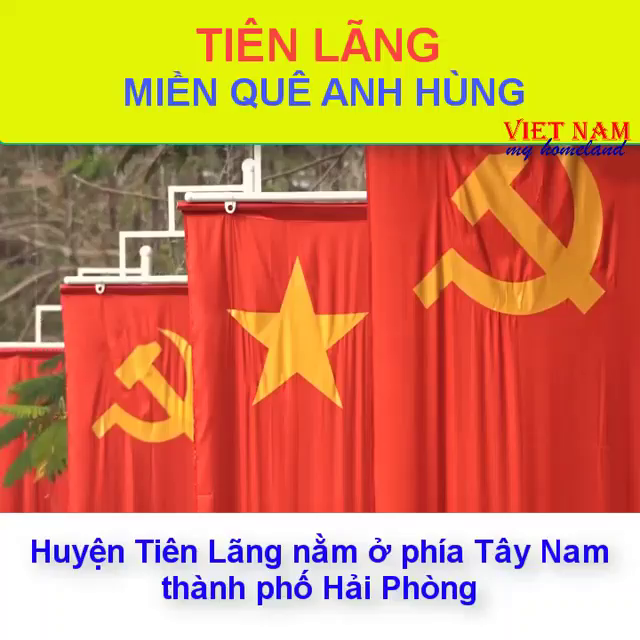 TIÊN LÃNG
MIỀN QUÊ ANH HÙNG
VIET NAM
my homeland
Huyện Tiên Lãng nằm ở phía Tây Nam
thành phố Hải Phòng